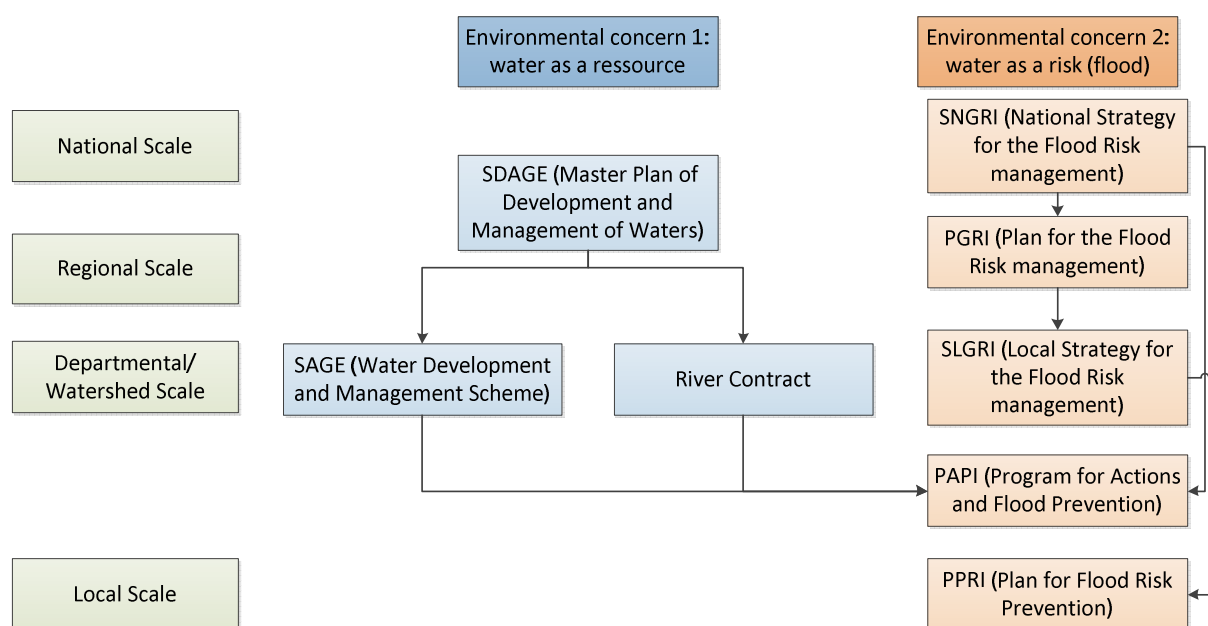 Environmental concern 1:
water as a ressource
Environmental concern 2:
water as a risk (flood)
National Scale
SNGRI (National Strategy
for the Flood Risk
management)
SDAGE (Master Plan of
Development and
Management of Waters)
Regional Scale
PGRI (Plan for the Flood
Risk management)
Departmental/
Watershed Scale
SAGE (Water Development
and Management Scheme)
River Contract
SLGRI (Local Strategy for
the Flood Risk
management)
PAPI (Program for Actions
and Flood Prevention)
Local Scale
PPRI (Plan for Flood Risk
Prevention)